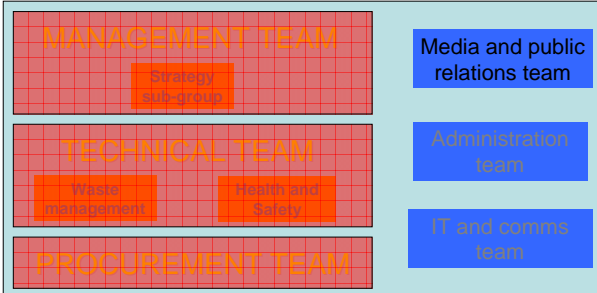 MANAGEMENT TEAM
Strategy
sub-group
TECHNICAL TEAM
Waste
management
Health and
Safety
PROCUREMENT TEAM
Media and public
relations team
Administration
team
IT and comms
team